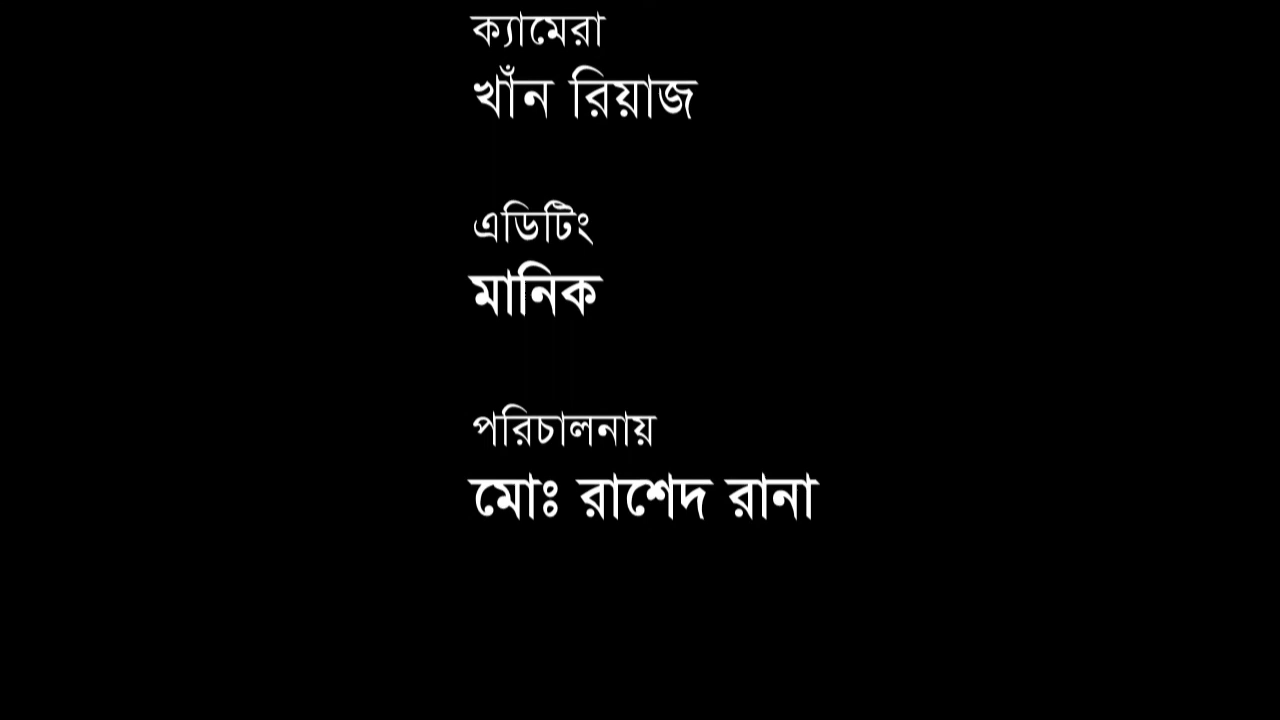 ক্যামেরা
খাঁন রিয়াজ
এডিটিং
মানিক
পরিচালনায়
মোঃ রাশেদ রানা